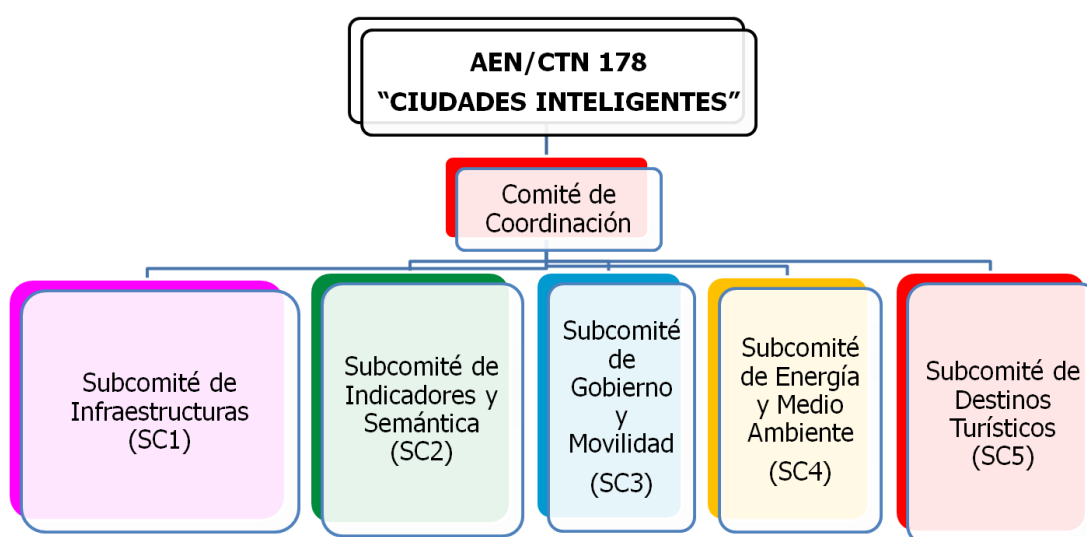 AEN/CTN 178
“CIUDADES INTELIGENTES”
Comité de
Coordinación
Subcomité de
Infraestructuras
(SC1)
Subcomité de
Indicadores y
Semántica
(SC2)
Subcomité
de
Gobierno
y
Movilidad
(SC3)
Subcomité
de Energía
y Medio
Ambiente
(SC4)
Subcomité de
Destinos
Turísticos
(SC5)